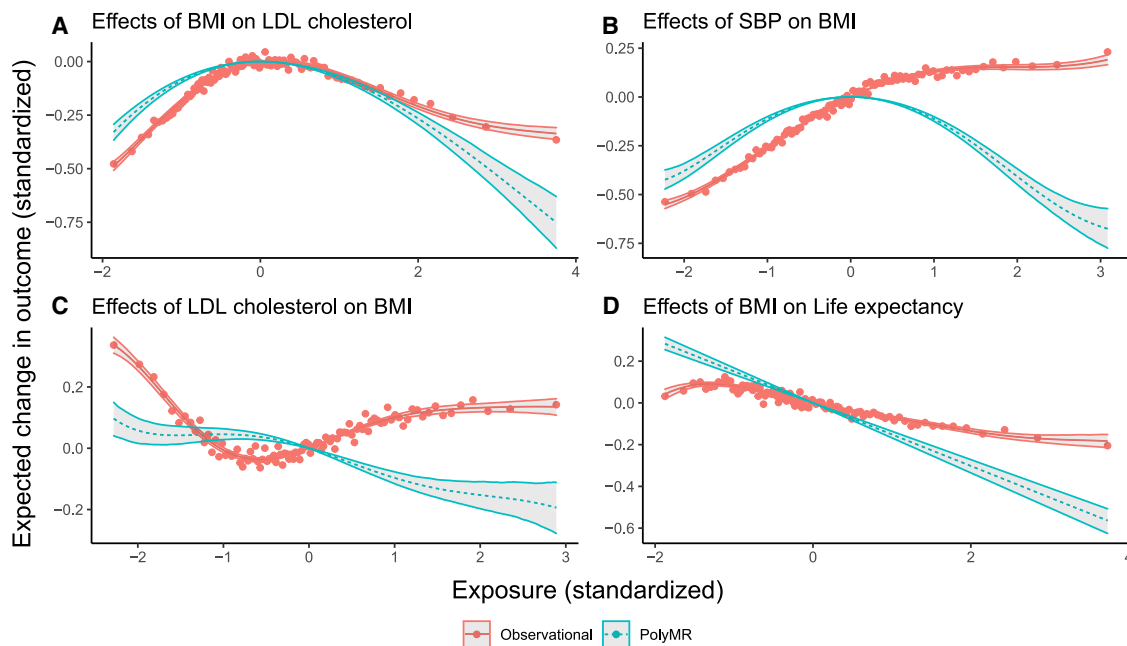 A Effects of BMI on LDL cholesterol
0.00
−0.25
−0.50
−0.75
−2 0 2 4
B Effects of SBP on BMI
0.25
0.00
−0.25
−0.50
−0.75
−2 −1 0 1 2 3
C Effects of LDL cholesterol on BMI
0.2
0.0
−0.2
−2 −1 0 1 2 3
D Effects of BMI on Life expectancy
0.2
0.0
−0.2
−0.4
−0.6
−2 0 2 4
Expected change in outcome (standardized)
Exposure (standardized)
Observational PolyMR